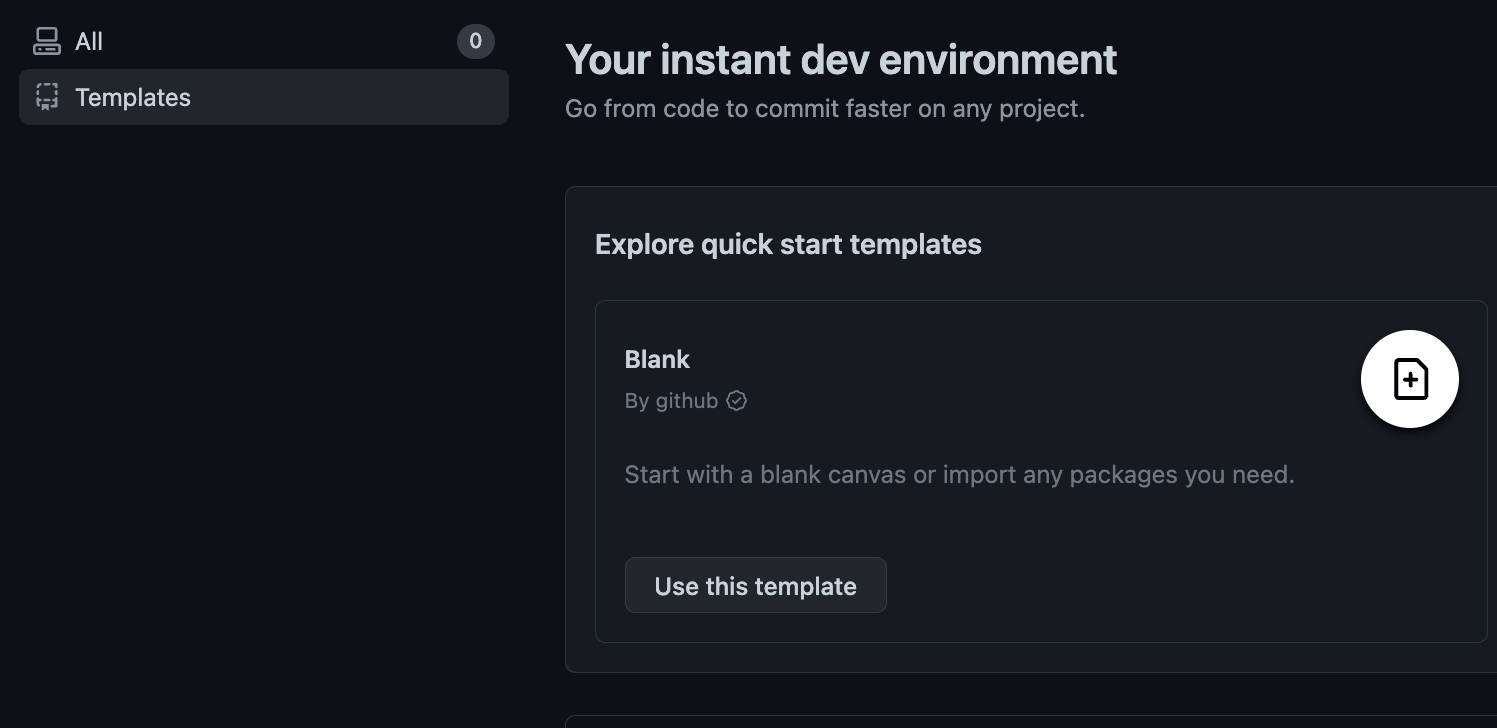 All
0
Templates
Your instant dev environment
Go from code to commit faster on any project.
Explore quick start templates
Blank
By github
Start with a blank canvas or import any packages you need.
Use this template